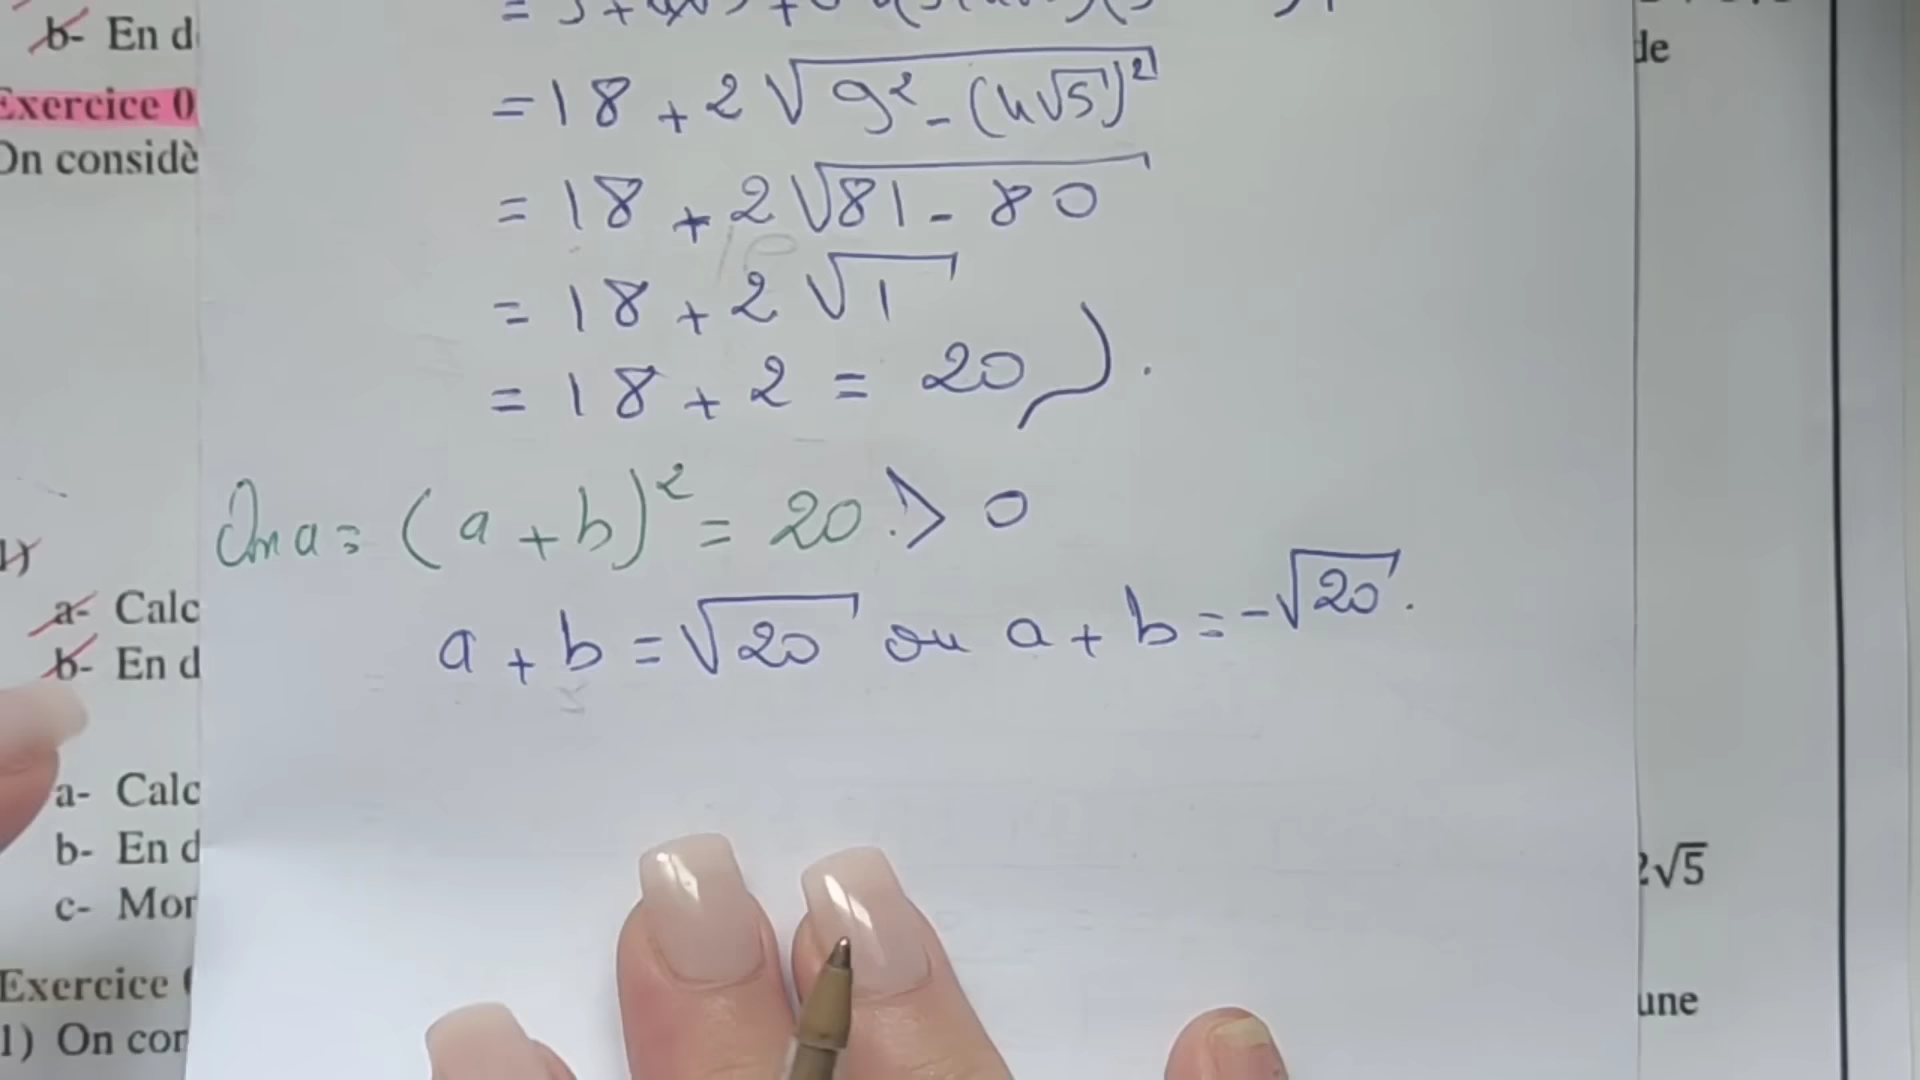 b- En d
Exercice 0
On considè
de
= 18 + 2√(9² - (4√5)²)
= 18 + 2√(81 - 80)
= 18 + 2√1
= 18 + 2 = 20
On a : (a + b)² = 20 > 0
a + b = √20 ou a + b = -√20.
1)
a- Calc
b- En d
a- Calc
b- En d
c- Mor
2√5
Exercice
1) On con
une